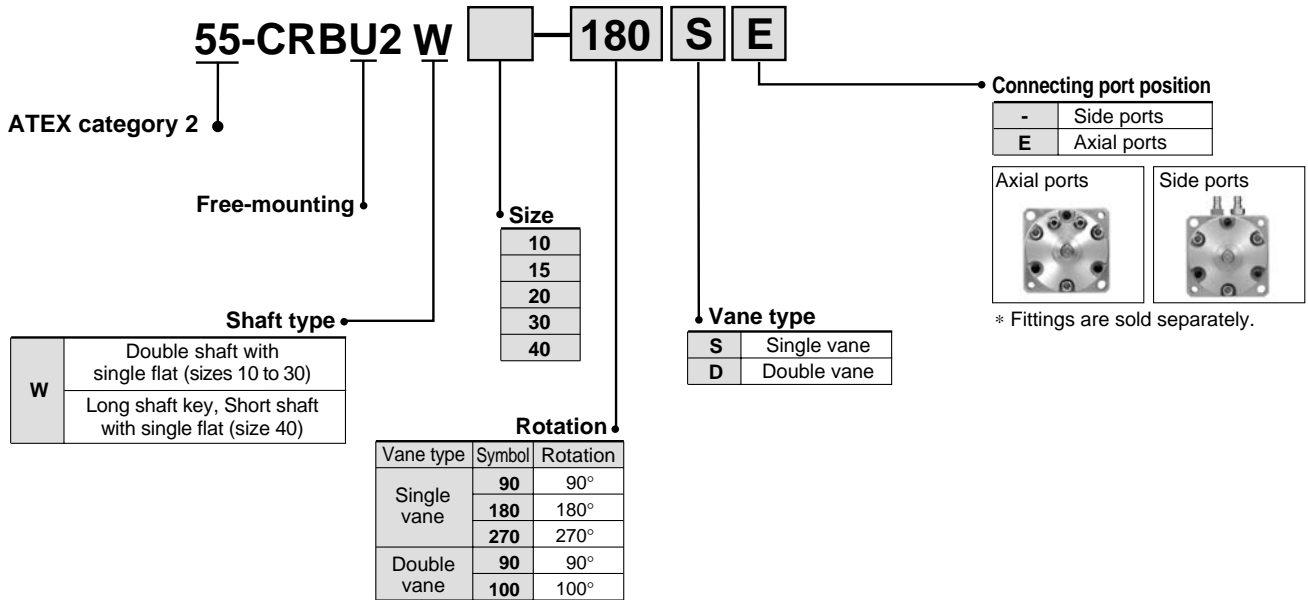 55-CRBU2 W 180 S E
ATEX category 2
Free-mounting
Shaft type
W
Double shaft with
single flat (sizes 10 to 30)
Long shaft key, Short shaft
with single flat (size 40)
Size
10
15
20
30
40
Rotation
Vane type Symbol Rotation
Single
vane
90 90°
180 180°
270 270°
Double
vane
90 90°
100 100°
Vane type
S Single vane
D Double vane
Connecting port position
- Side ports
E Axial ports
Axial ports
Side ports
* Fittings are sold separately.